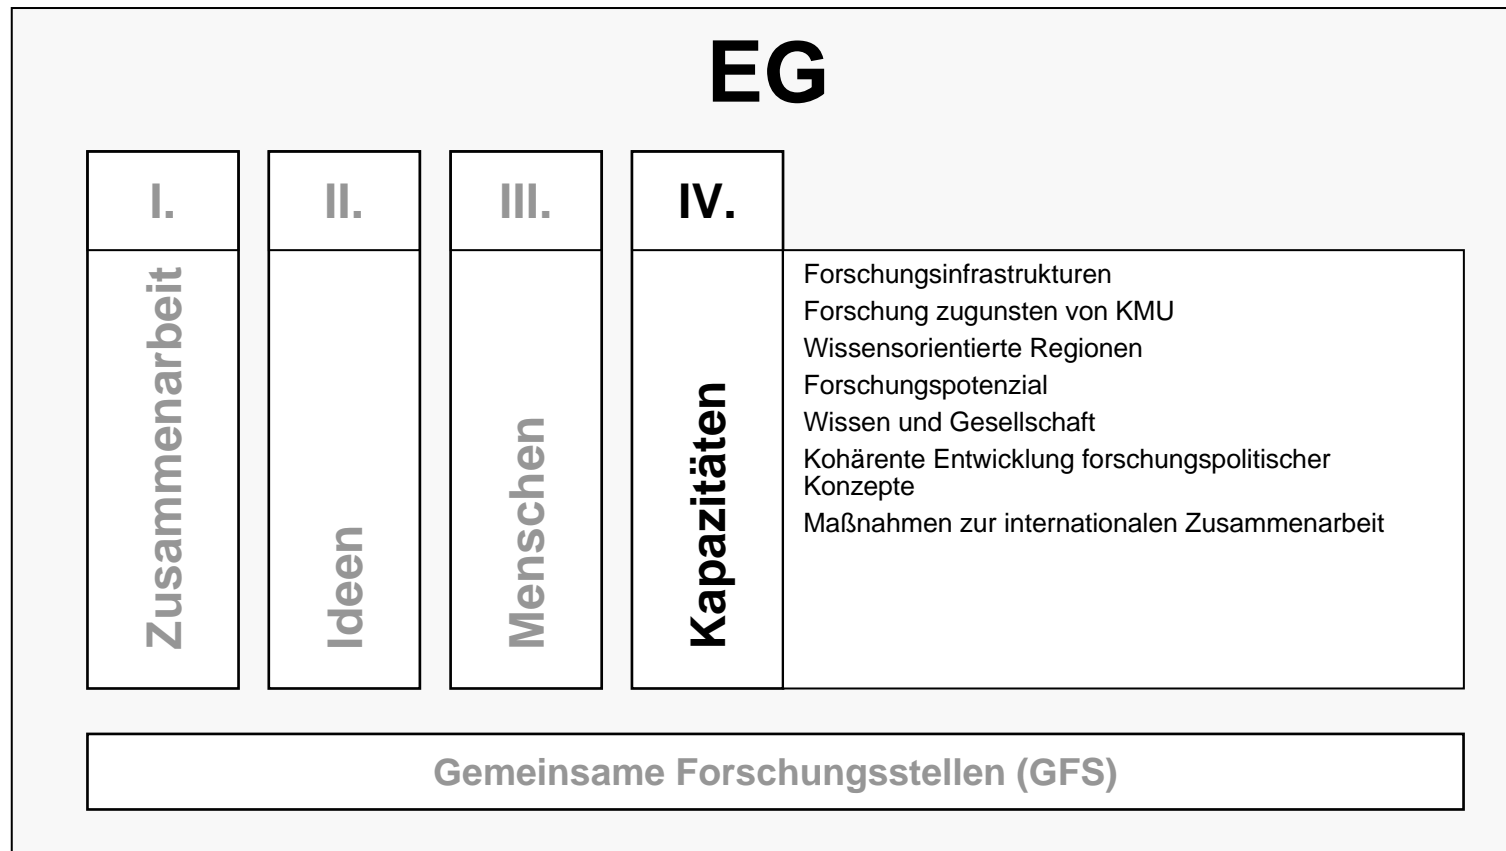 EG
I.
II.
III.
IV.
Zusammenarbeit
Ideen
Menschen
Kapazitäten
Forschungsinfrastrukturen
Forschung zugunsten von KMU
Wissensorientierte Regionen
Forschungspotenzial
Wissen und Gesellschaft
Kohärente Entwicklung forschungspolitischer
Konzepte
Maßnahmen zur internationalen Zusammenarbeit
Gemeinsame Forschungsstellen (GFS)